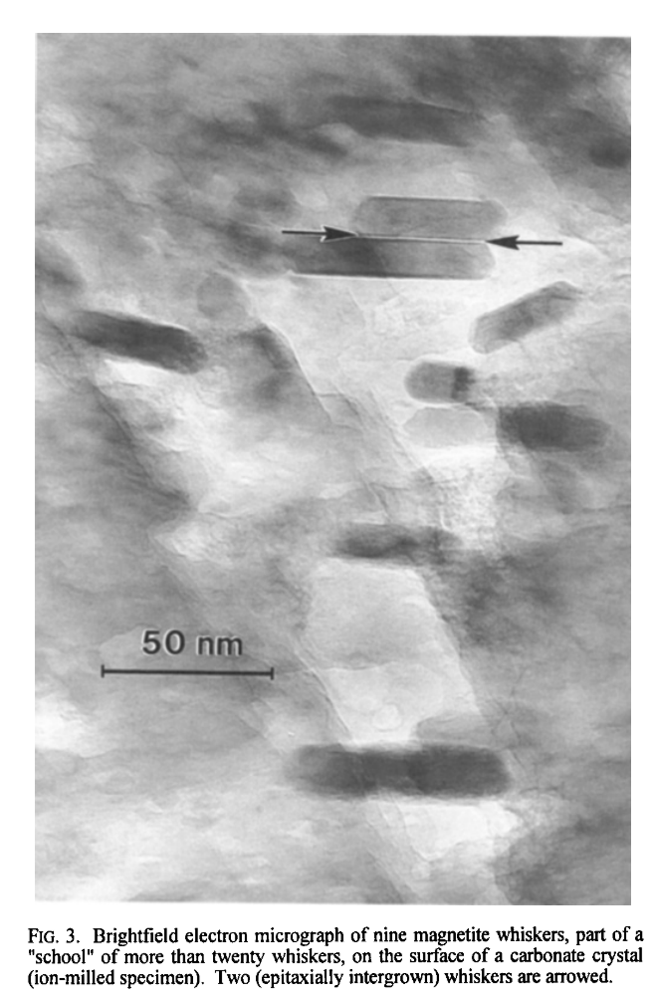 50 nm
FIG. 3. Brightfield electron micrograph of nine magnetite whiskers, part of a
"school" of more than twenty whiskers, on the surface of a carbonate crystal
(ion-milled specimen). Two (epitaxially intergrown) whiskers are arrowed.